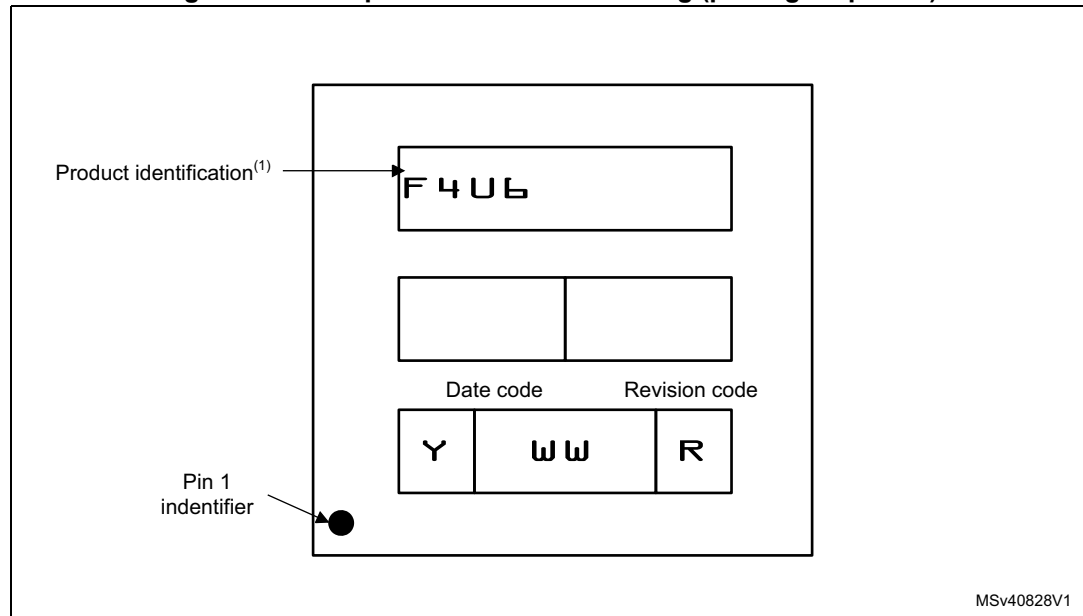 Product identification(1)
F4U6
Date code Revision code
Y WW R
Pin 1
indentifier
MSv40828V1